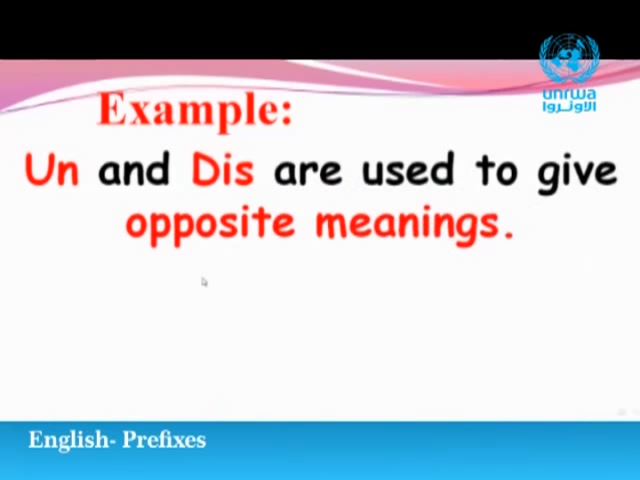 unrwa
الاونروا
Example:
Un and Dis are used to give
opposite meanings.
English- Prefixes